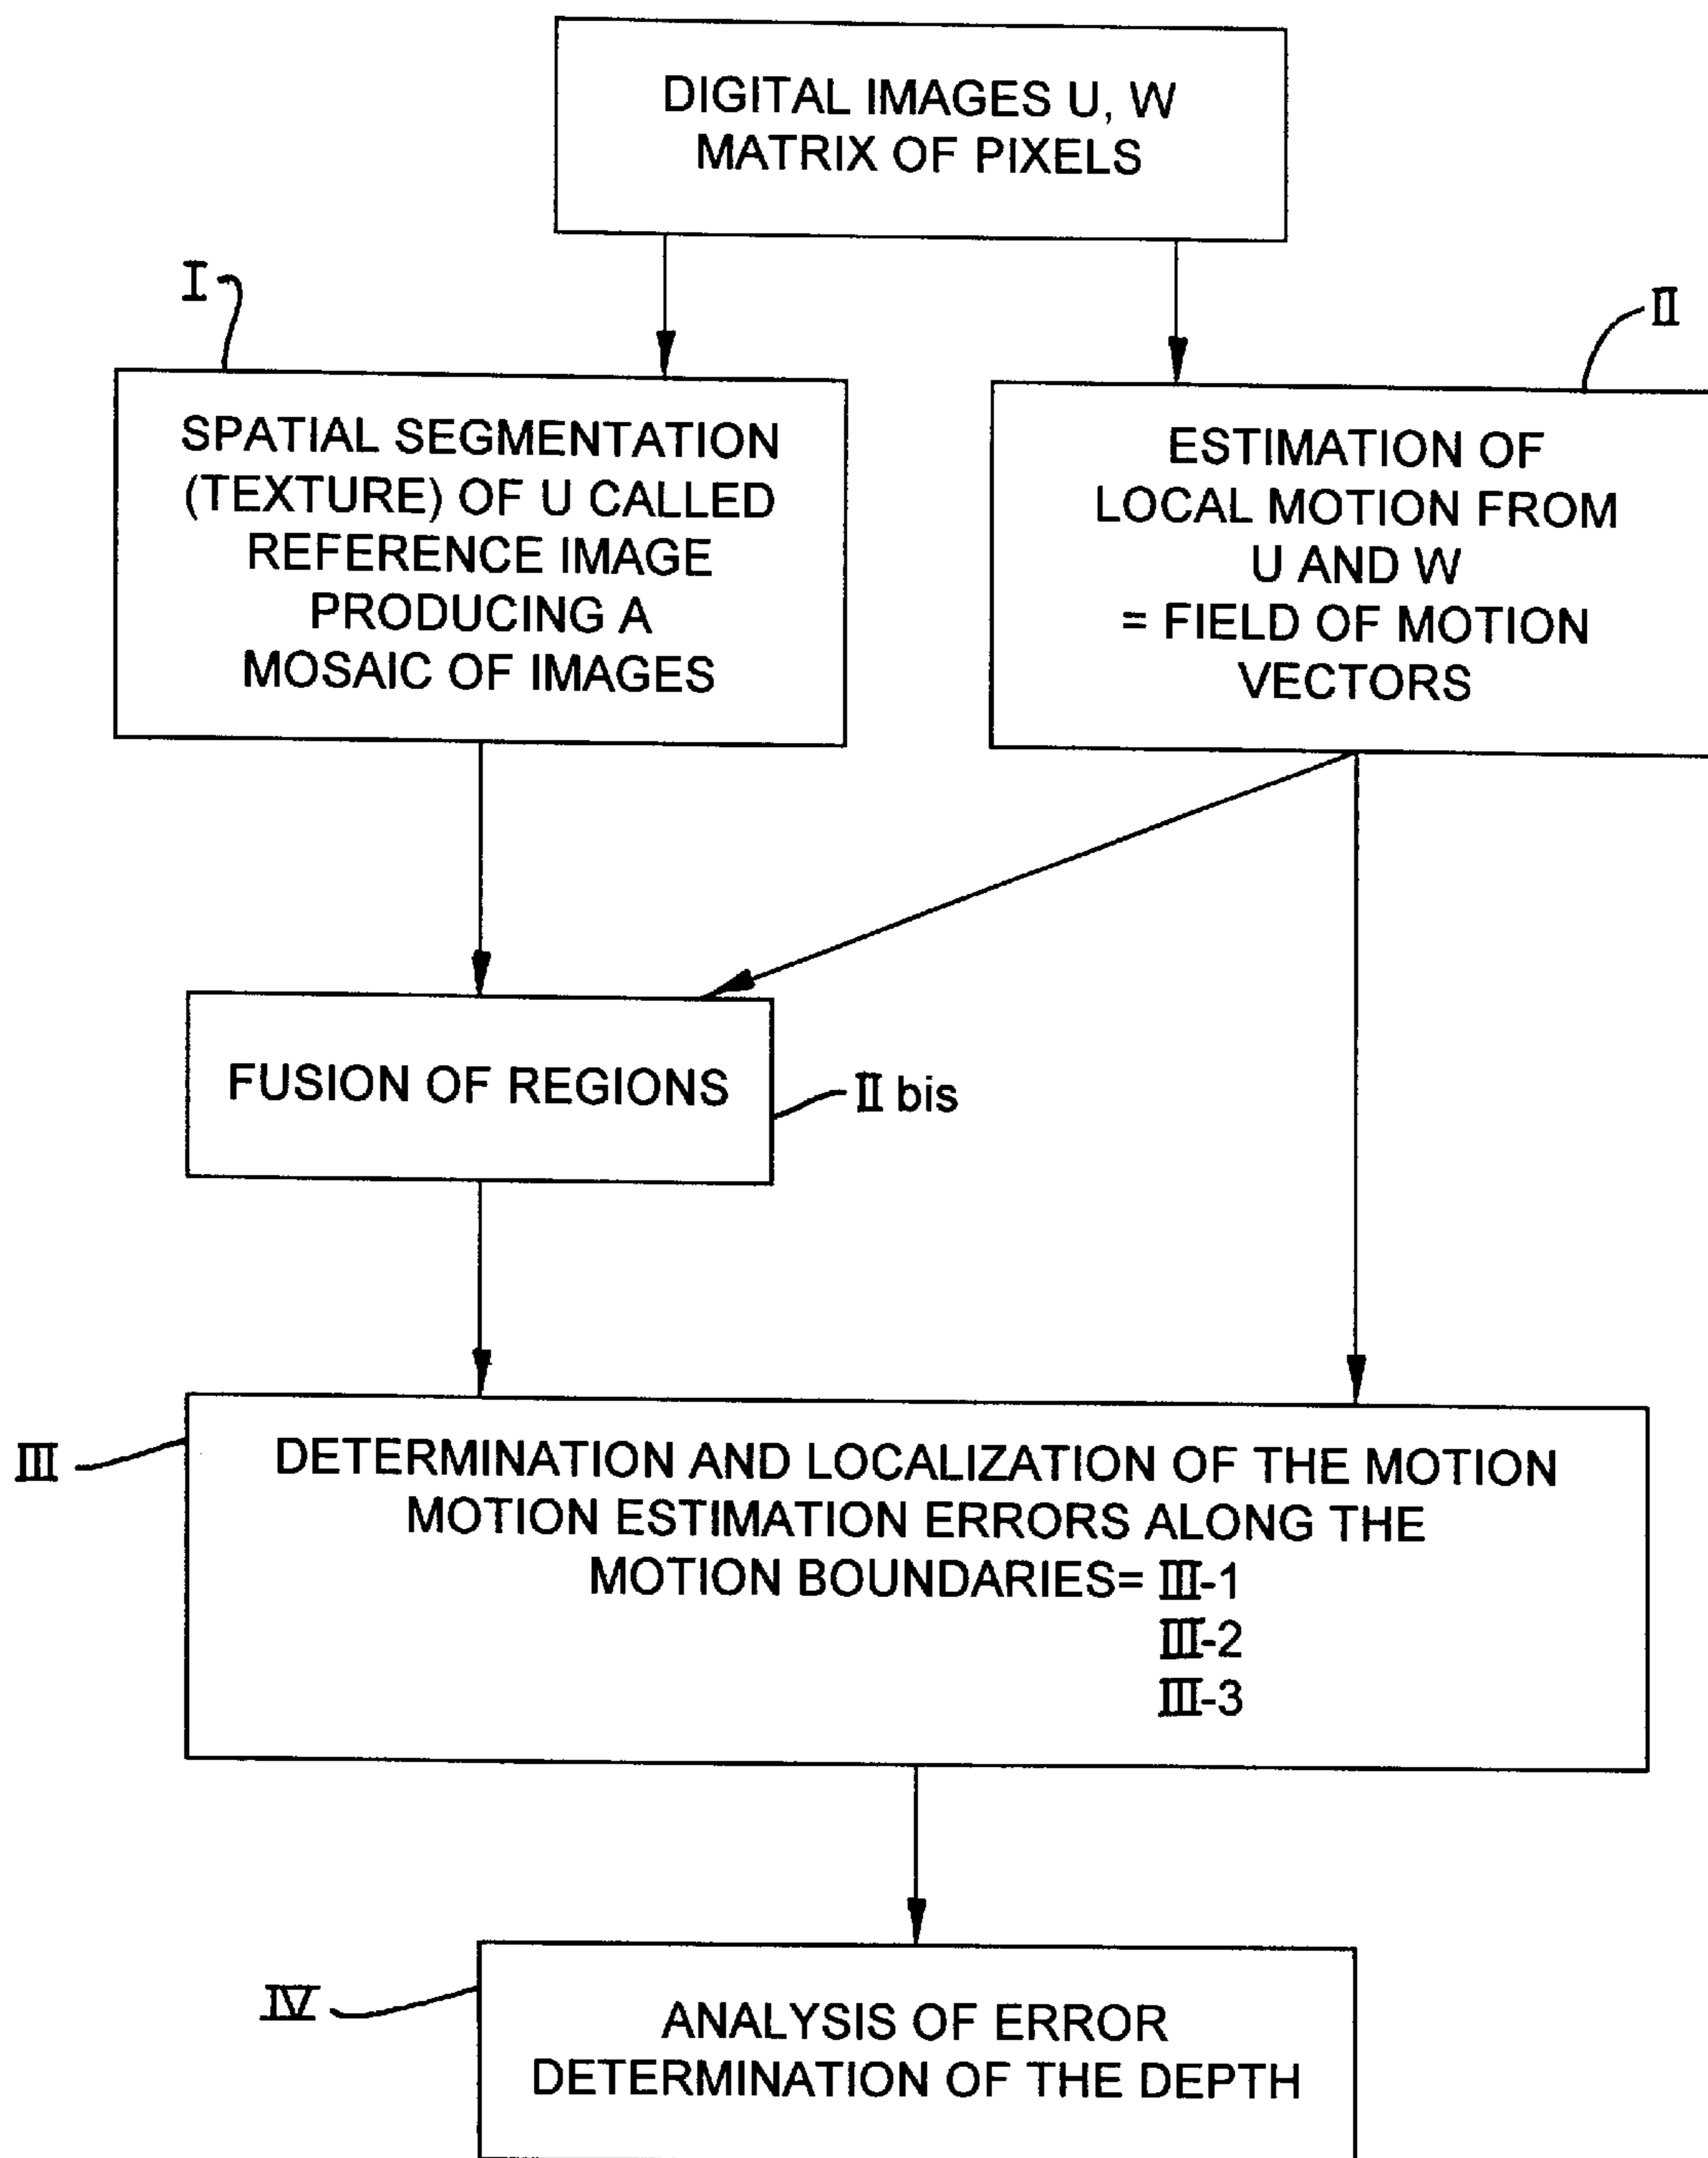 DIGITAL IMAGES U, W
MATRIX OF PIXELS
I
II
SPATIAL SEGMENTATION
(TEXTURE) OF U CALLED
REFERENCE IMAGE
PRODUCING A
MOSAIC OF IMAGES
ESTIMATION OF
LOCAL MOTION FROM
U AND W
= FIELD OF MOTION
VECTORS
FUSION OF REGIONS
II bis
III
DETERMINATION AND LOCALIZATION OF THE MOTION
MOTION ESTIMATION ERRORS ALONG THE
MOTION BOUNDARIES= III-1
III-2
III-3
IV
ANALYSIS OF ERROR
DETERMINATION OF THE DEPTH